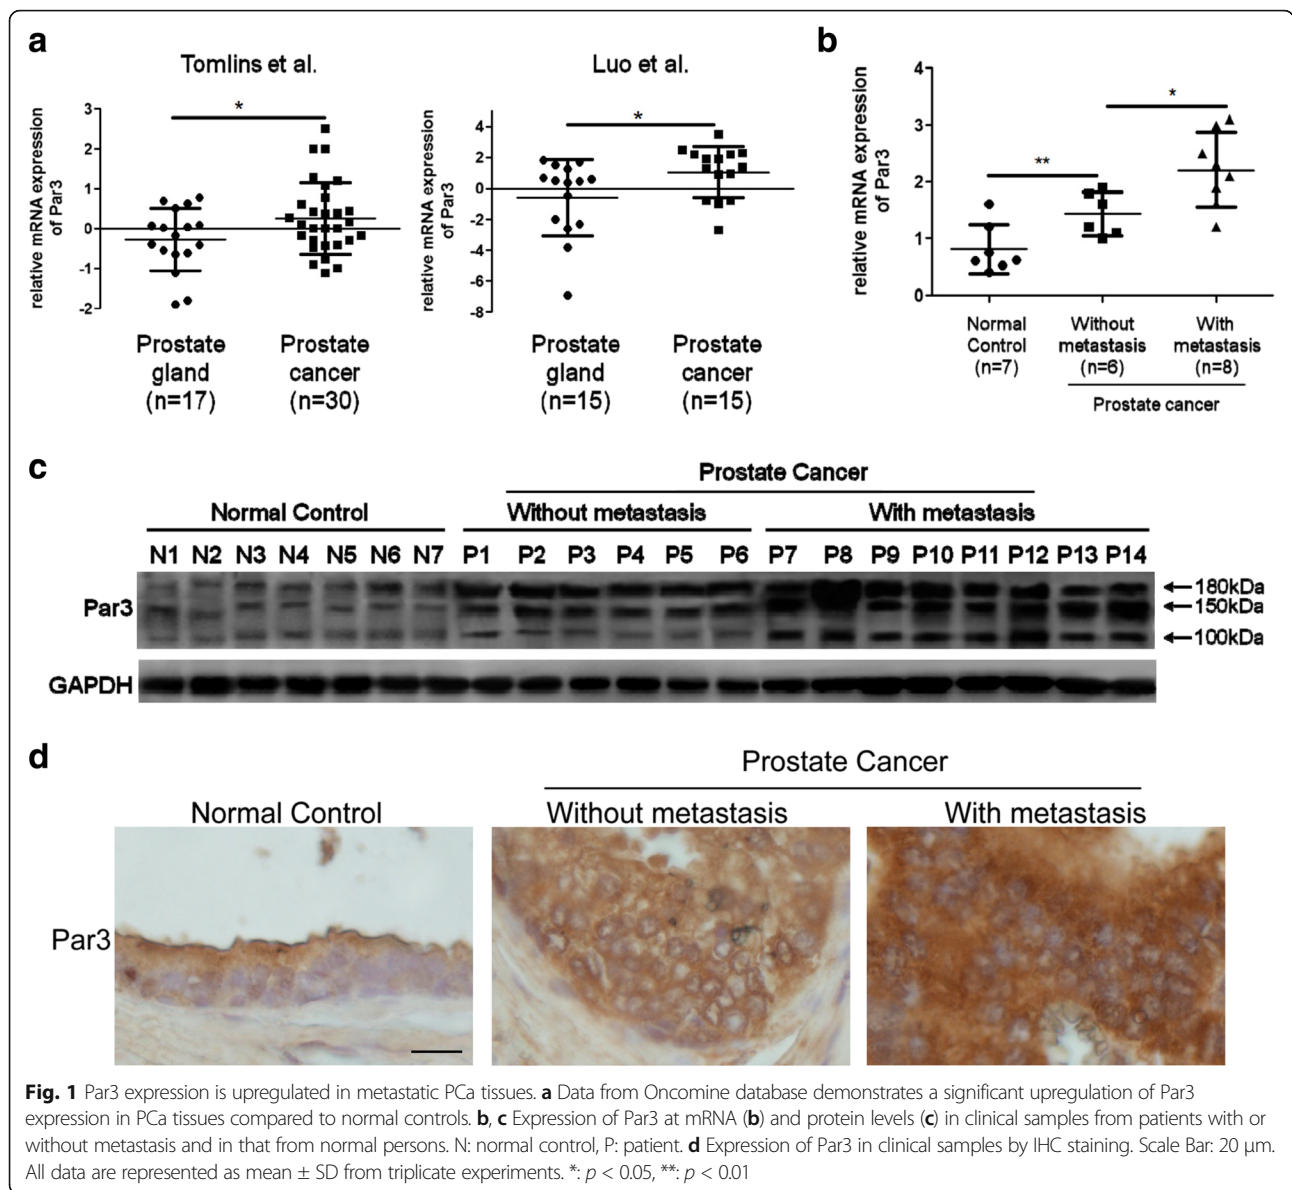 a
Tomlins et al.
relative mRNA expression
of Par3
3
2
1
0
-1
-2
*
Prostate
gland
(n=17)
Prostate
cancer
(n=30)
Luo et al.
relative mRNA expression
of Par3
4
2
0
-2
-4
-6
-8
*
Prostate
gland
(n=15)
Prostate
cancer
(n=15)
b
relative mRNA expression
of Par3
4
3
2
1
0
**
*
Normal
Control
(n=7)
Without
metastasis
(n=6)
With
metastasis
(n=8)
Prostate cancer
c
Prostate Cancer
Normal Control Without metastasis With metastasis
N1 N2 N3 N4 N5 N6 N7 P1 P2 P3 P4 P5 P6 P7 P8 P9 P10 P11 P12 P13 P14
Par3
180kDa
150kDa
100kDa
GAPDH
d
Prostate Cancer
Normal Control Without metastasis With metastasis
Par3
Fig. 1 Par3 expression is upregulated in metastatic PCa tissues. a Data from Oncomine database demonstrates a significant upregulation of Par3
expression in PCa tissues compared to normal controls. b, c Expression of Par3 at mRNA (b) and protein levels (c) in clinical samples from patients with or
without metastasis and in that from normal persons. N: normal control, P: patient. d Expression of Par3 in clinical samples by IHC staining. Scale Bar: 20 μm.
All data are represented as mean ± SD from triplicate experiments. *: p < 0.05, **: p < 0.01